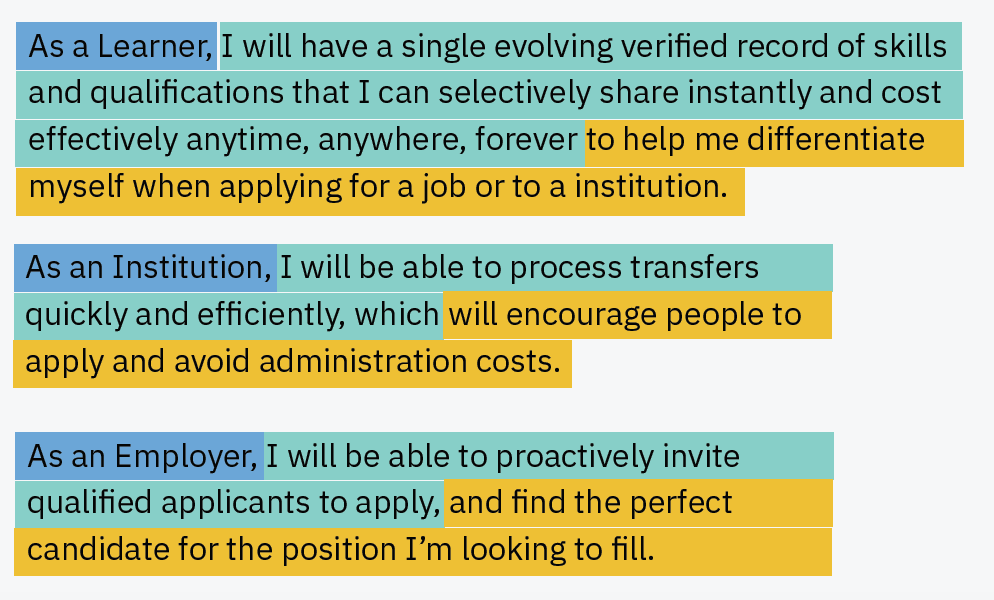 As a Learner, I will have a single evolving verified record of skills
and qualifications that I can selectively share instantly and cost
effectively anytime, anywhere, forever to help me differentiate
myself when applying for a job or to a institution.
As an Institution, I will be able to process transfers
quickly and efficiently, which will encourage people to
apply and avoid administration costs.
As an Employer, I will be able to proactively invite
qualified applicants to apply, and find the perfect
candidate for the position I’m looking to fill.